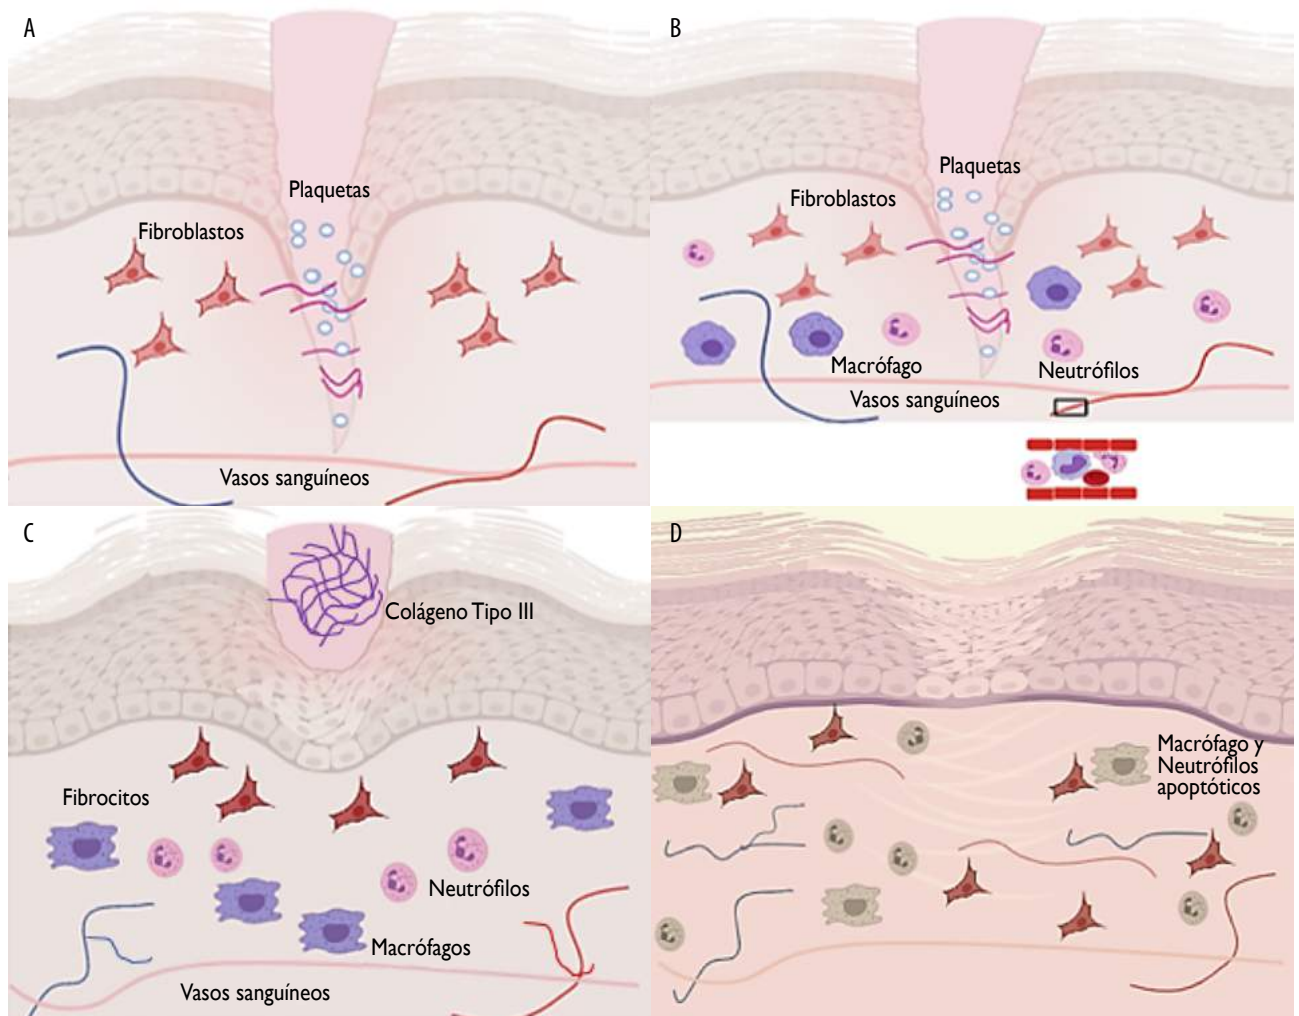 A
Plaquetas
Fibroblastos
Vasos sanguíneos
B
Plaquetas
Fibroblastos
Macrófago
Neutrófilos
Vasos sanguíneos
C
Colágeno Tipo III
Fibrocitos
Neutrófilos
Macrófagos
Vasos sanguíneos
D
Macrófago y
Neutrófilos
apoptóticos